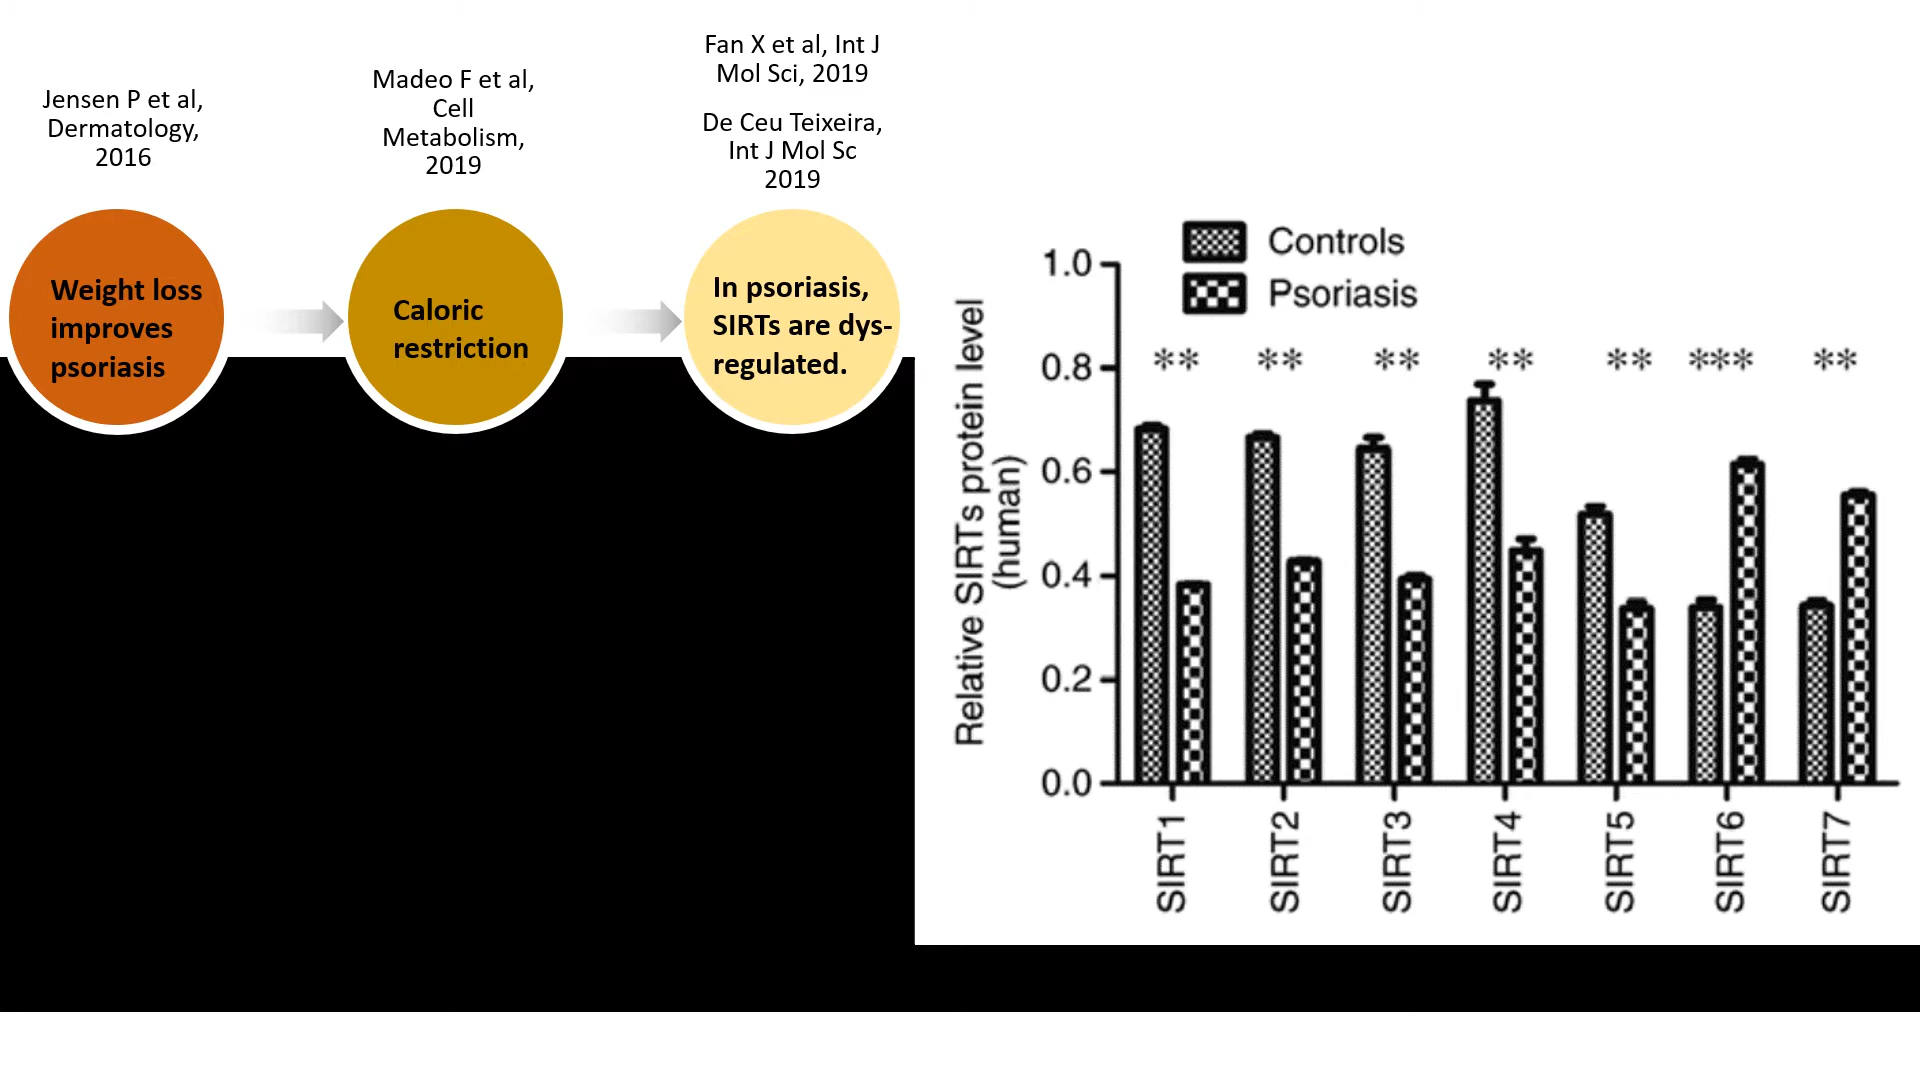 Jensen P et al,
Dermatology,
2016
Madeo F et al,
Cell
Metabolism,
2019
Fan X et al, Int J
Mol Sci, 2019
De Ceu Teixeira,
Int J Mol Sc
2019
Weight loss
improves
psoriasis
Caloric
restriction
In psoriasis,
SIRTs are dys-
regulated.
Controls
Psoriasis
Relative SIRTs protein level
(human)
1.0
0.8
0.6
0.4
0.2
0.0
** ** ** ** ** *** **
SIRT1
SIRT2
SIRT3
SIRT4
SIRT5
SIRT6
SIRT7